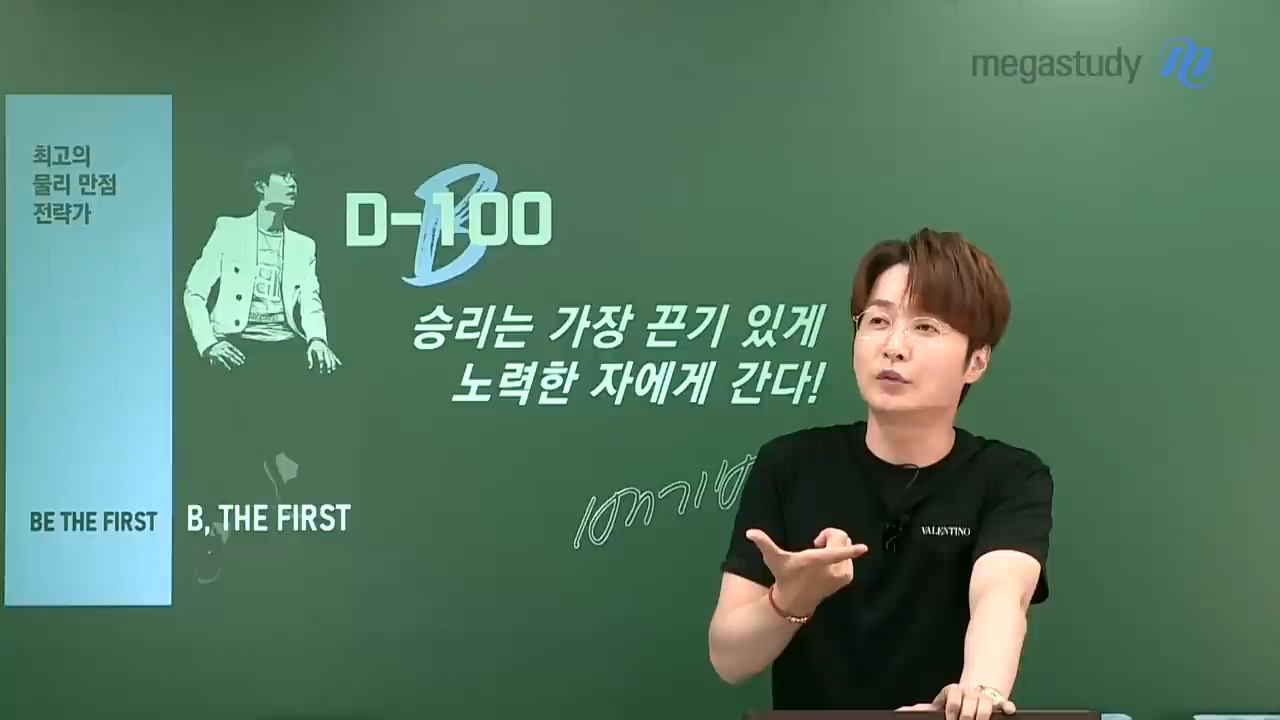 megastudy
최고의
물리 만점
전략가
D-100
B
승리는 가장 끈기 있게
노력한 자에게 간다!
BE THE FIRST
B, THE FIRST
VALENTINO